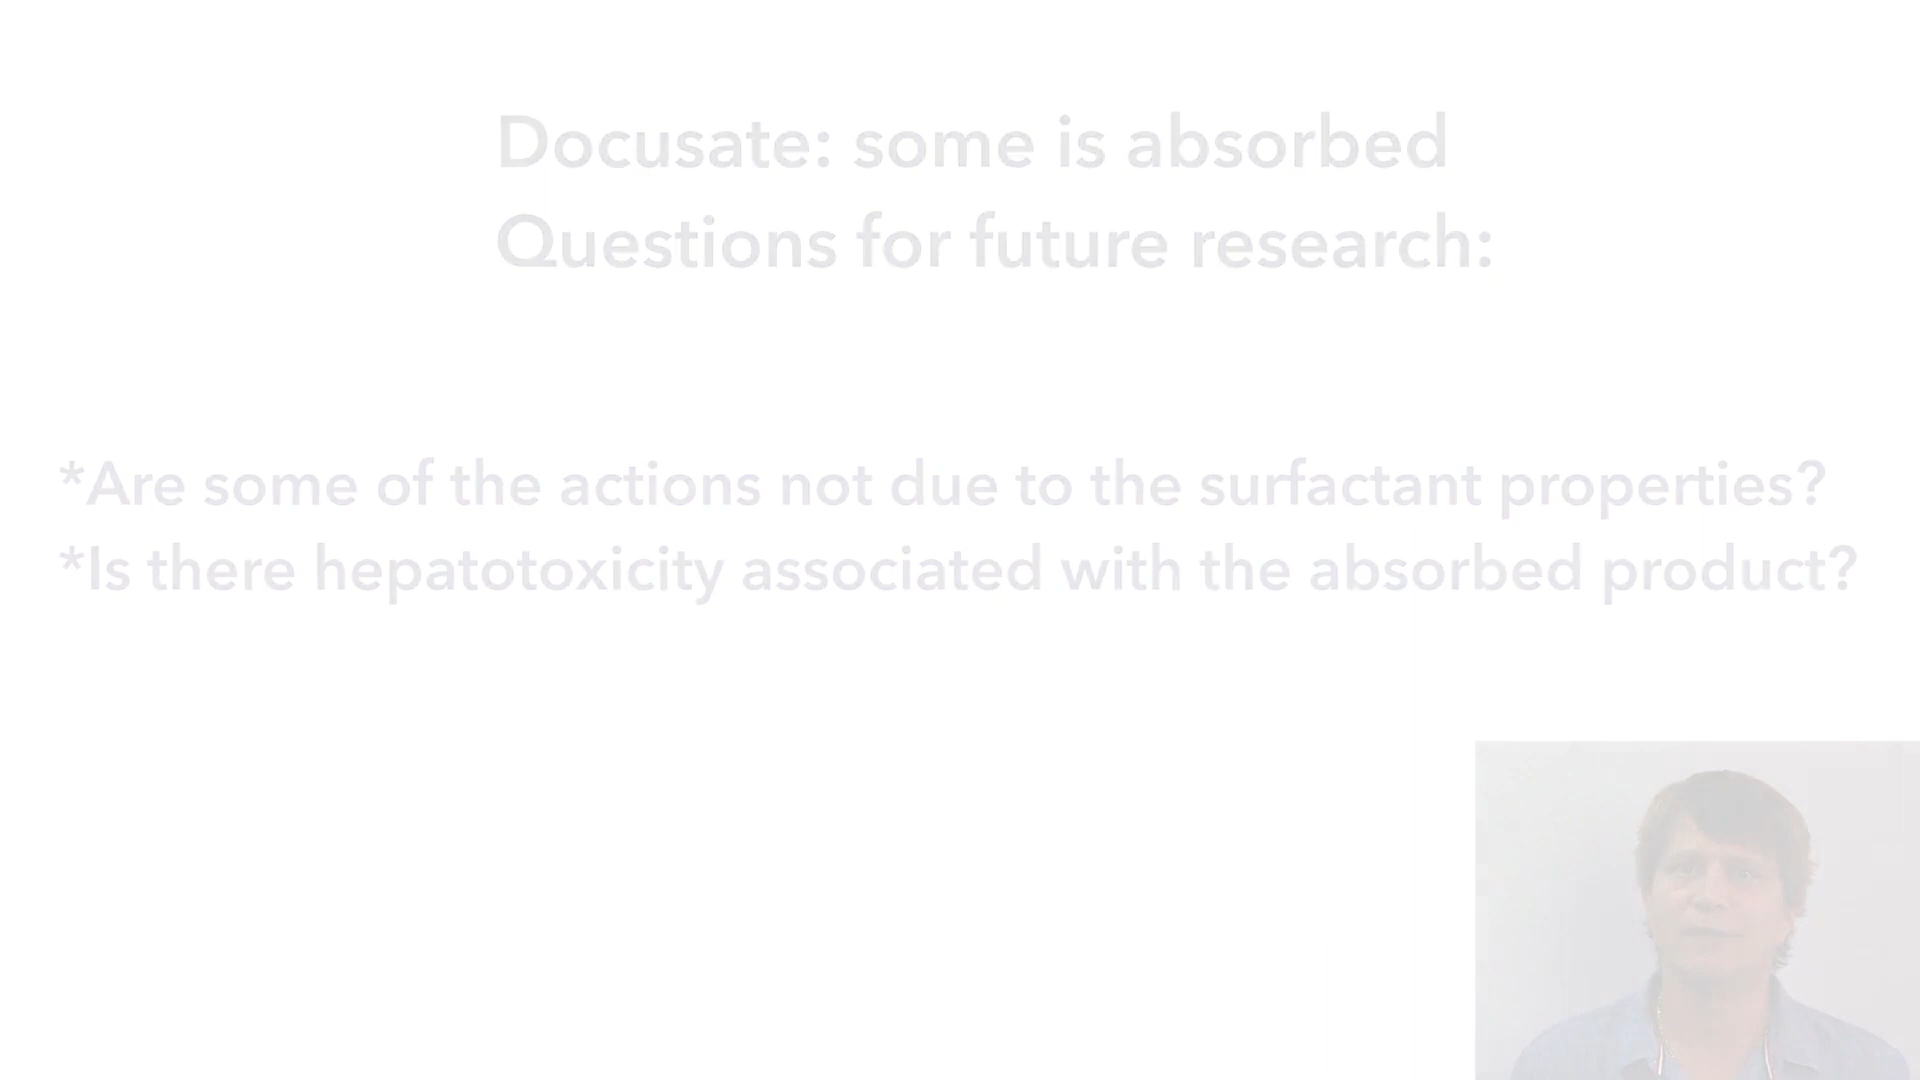 Docusate: some is absorbed
Questions for future research:
*Are some of the actions not due to the surfactant properties?
*Is there hepatotoxicity associated with the absorbed product?